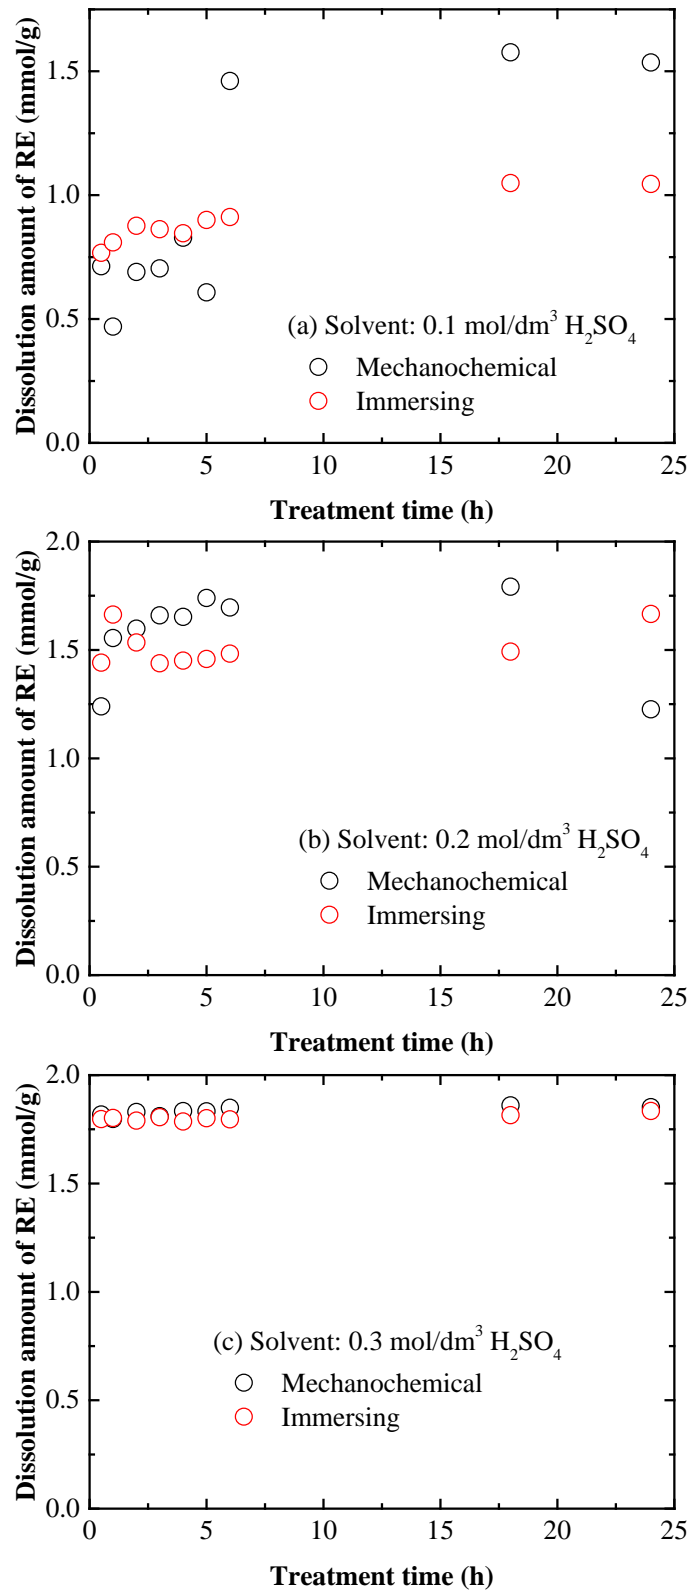 Dissolution amount of RE (mmol/g)
1.5
1.0
0.5
0.0
(a) Solvent: 0.1 mol/dm³ H₂SO₄
Mechanochemical
Immersing
0 5 10 15 20 25
Treatment time (h)
Dissolution amount of RE (mmol/g)
2.0
1.5
1.0
0.5
0.0
(b) Solvent: 0.2 mol/dm³ H₂SO₄
Mechanochemical
Immersing
0 5 10 15 20 25
Treatment time (h)
Dissolution amount of RE (mmol/g)
2.0
1.5
1.0
0.5
0.0
(c) Solvent: 0.3 mol/dm³ H₂SO₄
Mechanochemical
Immersing
0 5 10 15 20 25
Treatment time (h)